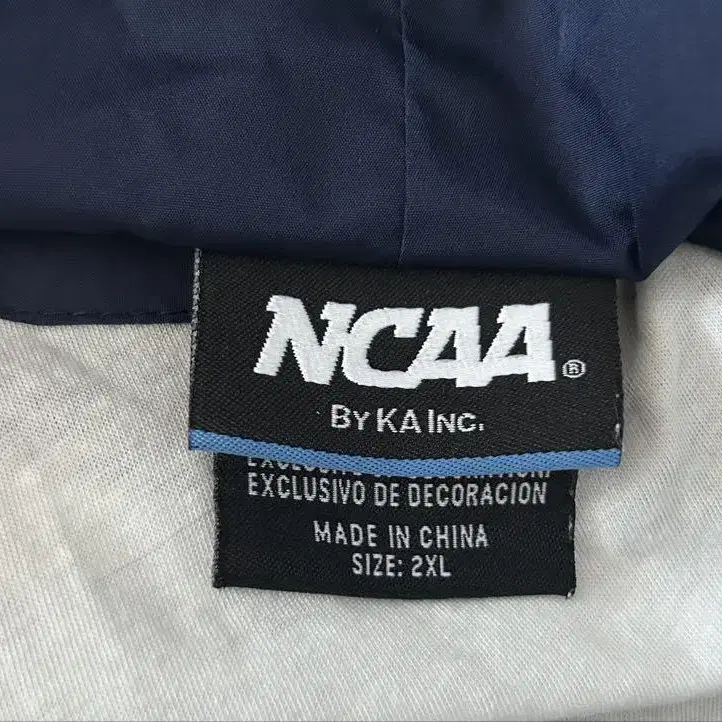 NCAA®
BY KA INC.
EXCLUSIVO DE DECORACION
MADE IN CHINA
SIZE: 2XL